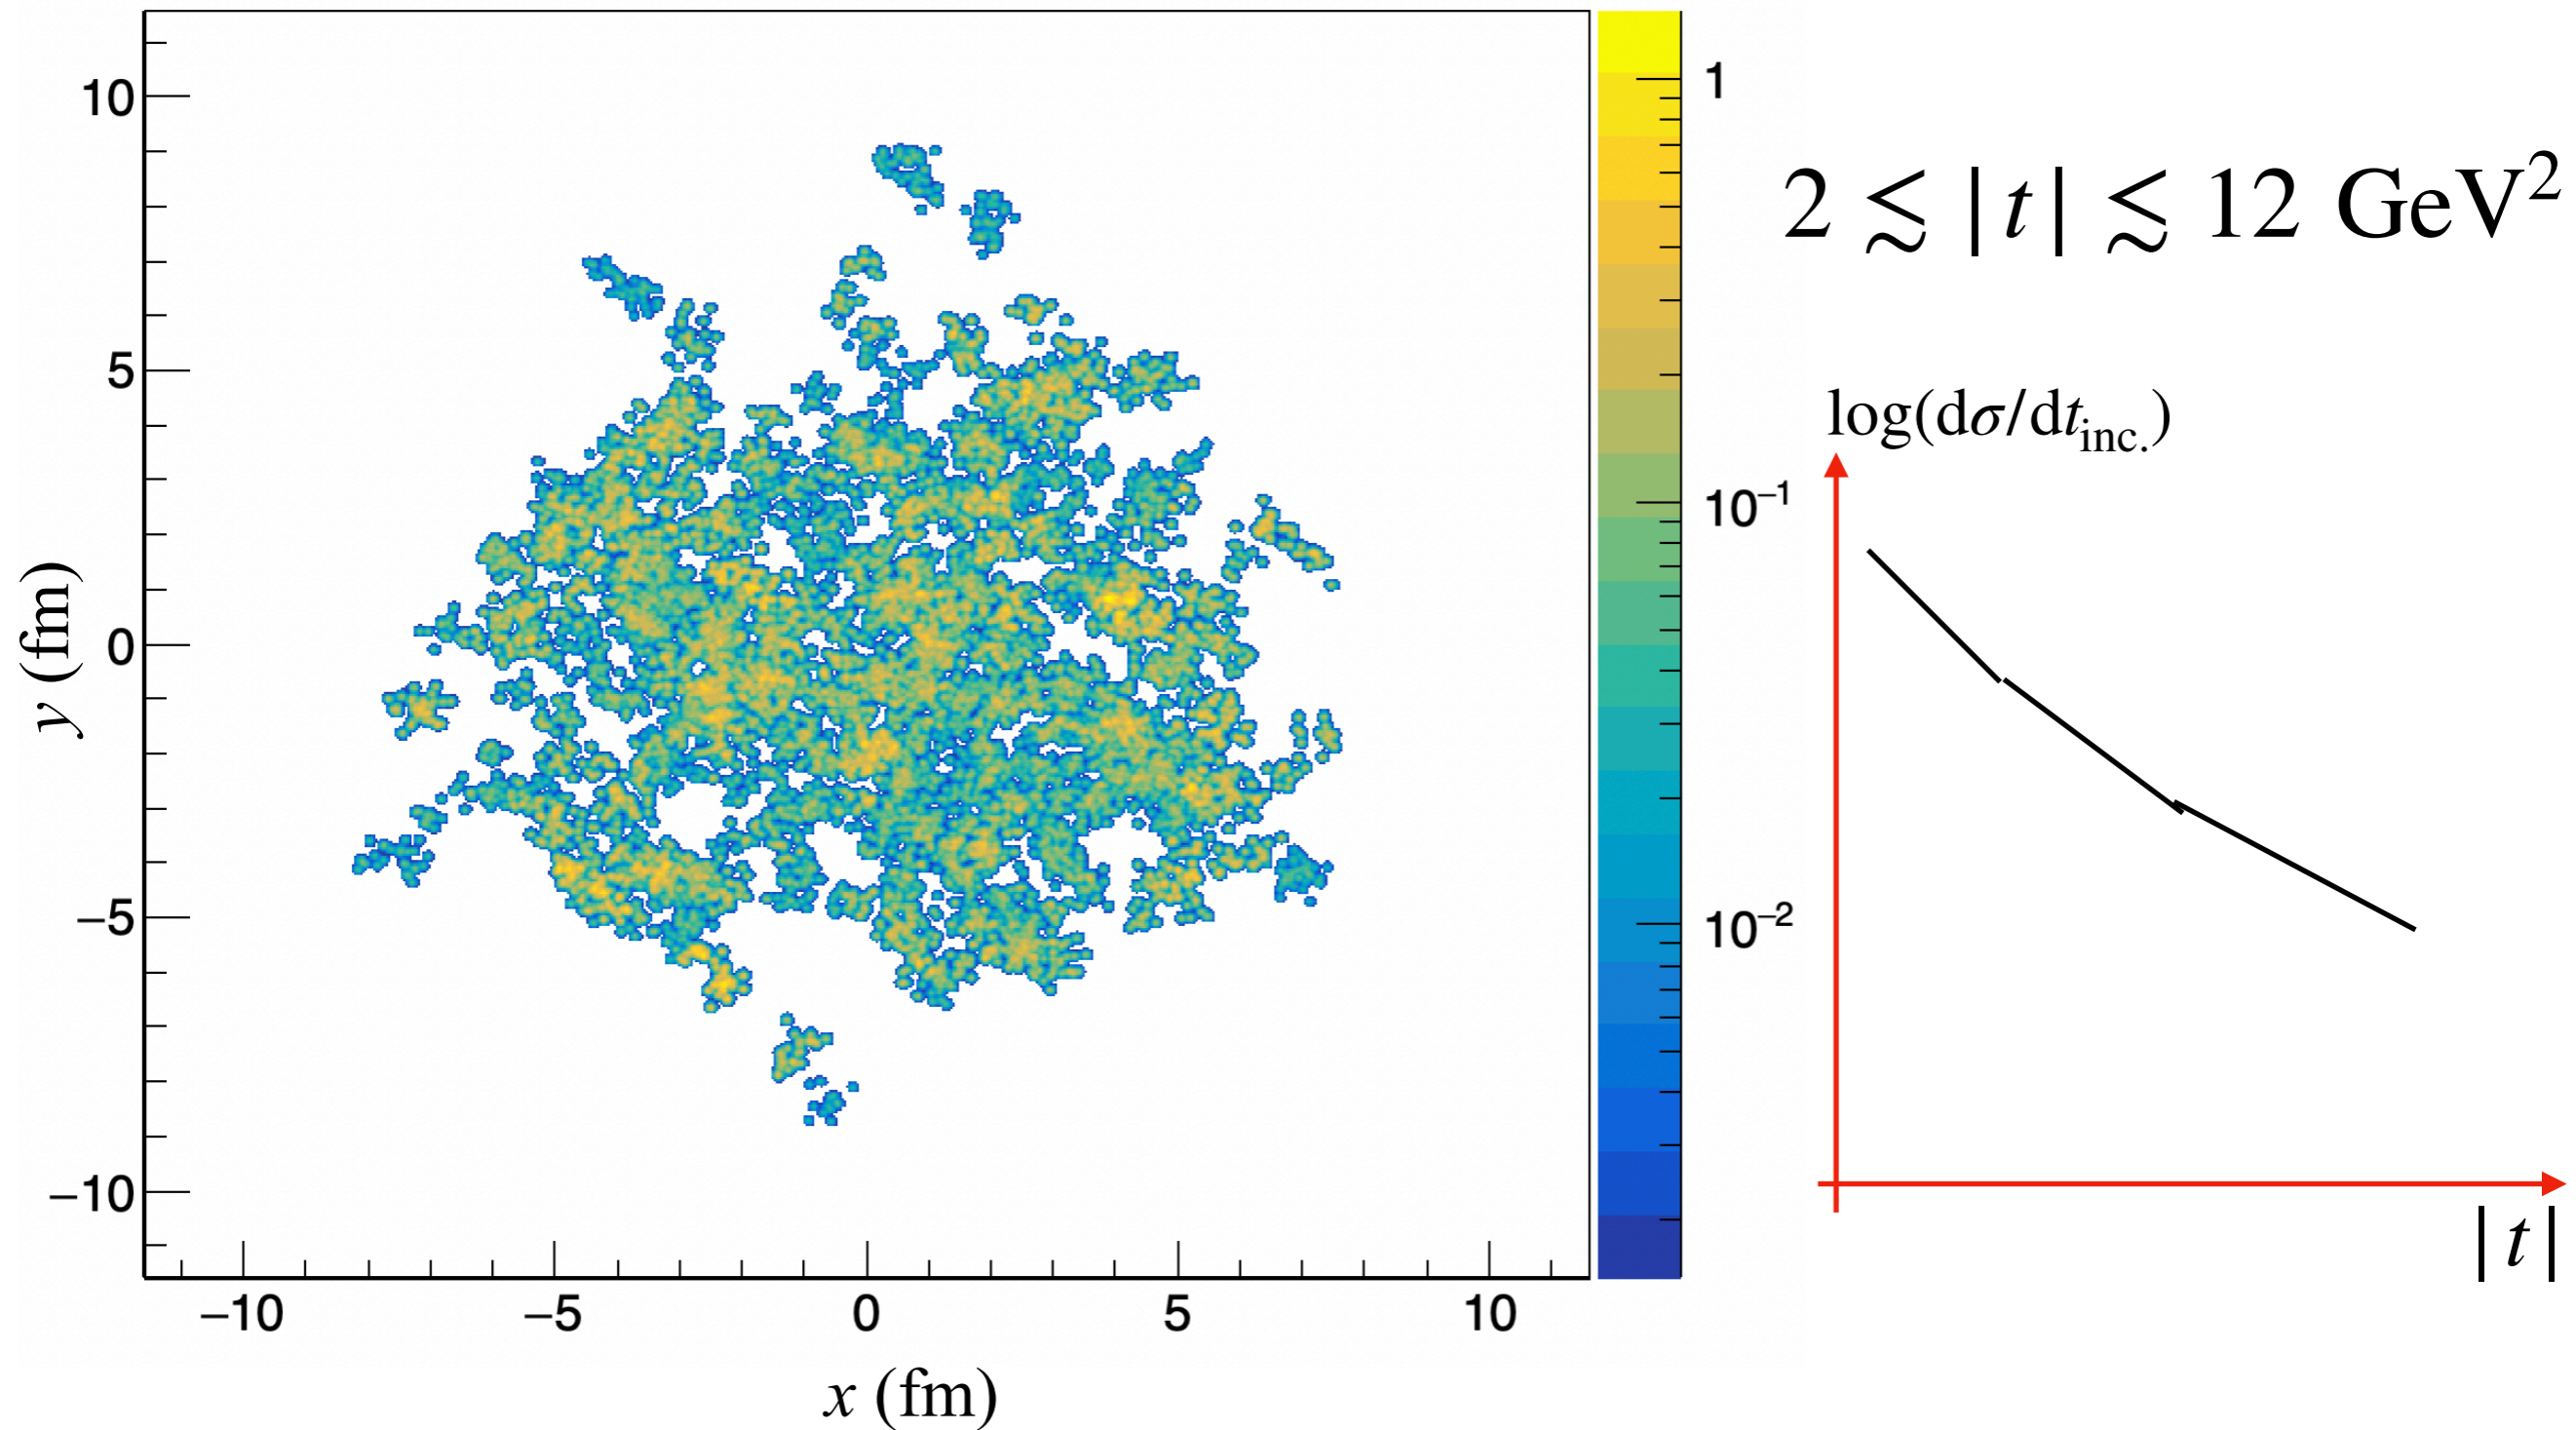 10
5
0
−5
−10
y (fm)
−10 −5 0 5 10
x (fm)
1
10⁻¹
10⁻²
2 ≲ | t | ≲ 12 GeV²
log(dσ/dt_inc.)
| t |